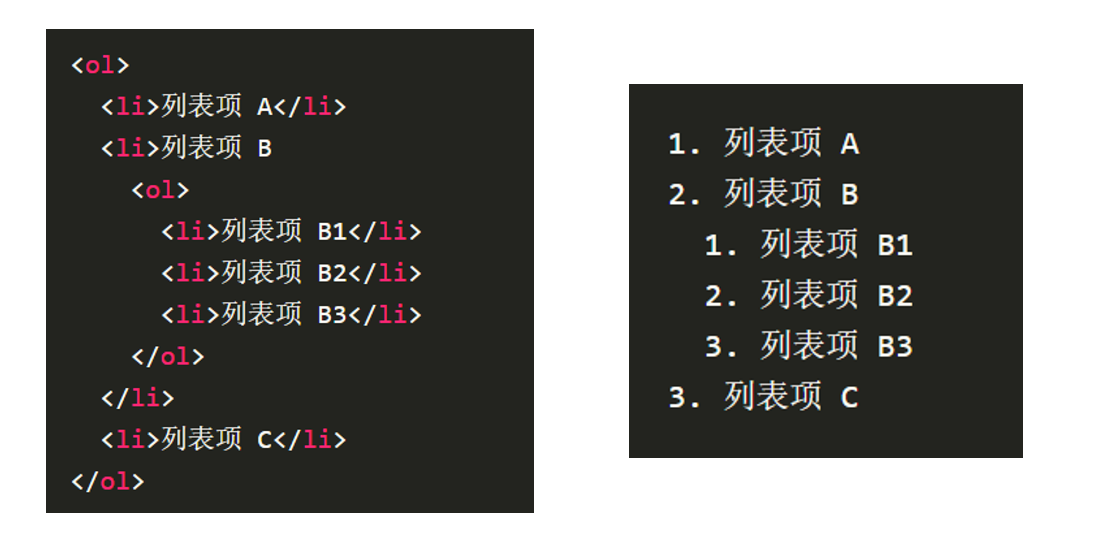 <ol>
  <li>列表项 A</li>
  <li>列表项 B
    <ol>
      <li>列表项 B1</li>
      <li>列表项 B2</li>
      <li>列表项 B3</li>
    </ol>
  </li>
  <li>列表项 C</li>
</ol>
1. 列表项 A
2. 列表项 B
  1. 列表项 B1
  2. 列表项 B2
  3. 列表项 B3
3. 列表项 C